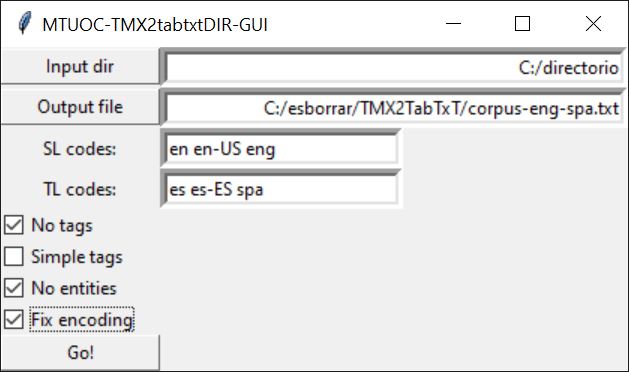 MTUOC-TMX2tabtxtDIR-GUI
Input dir C:/directorio
Output file C:/esborrar/TMX2TabTxT/corpus-eng-spa.txt
SL codes: en en-US eng
TL codes: es es-ES spa
No tags
Simple tags
No entities
Fix encoding
Go!